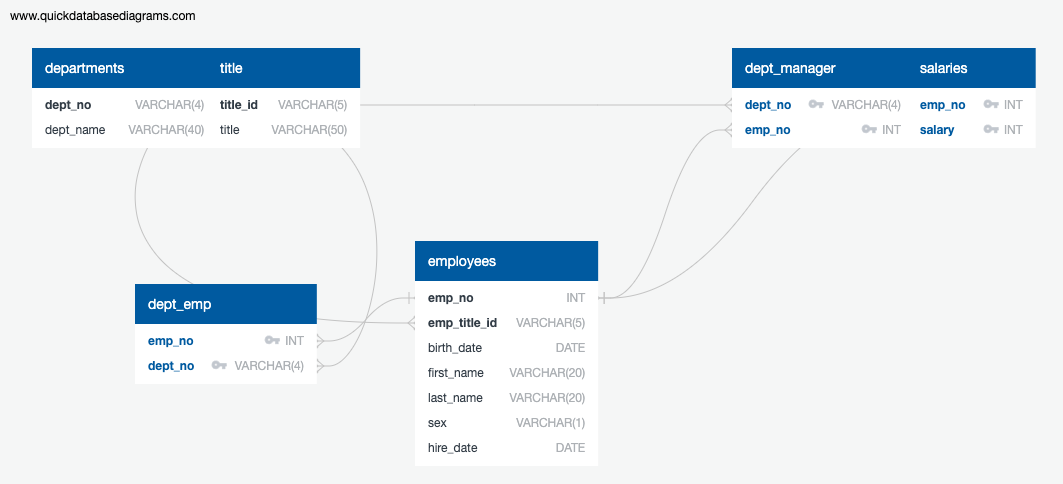 www.quickdatabasediagrams.com
departments title
dept_no VARCHAR(4) title_id VARCHAR(5)
dept_name VARCHAR(40) title VARCHAR(50)
dept_manager salaries
dept_no VARCHAR(4) emp_no INT
emp_no INT salary INT
dept_emp
emp_no INT
dept_no VARCHAR(4)
employees
emp_no INT
emp_title_id VARCHAR(5)
birth_date DATE
first_name VARCHAR(20)
last_name VARCHAR(20)
sex VARCHAR(1)
hire_date DATE